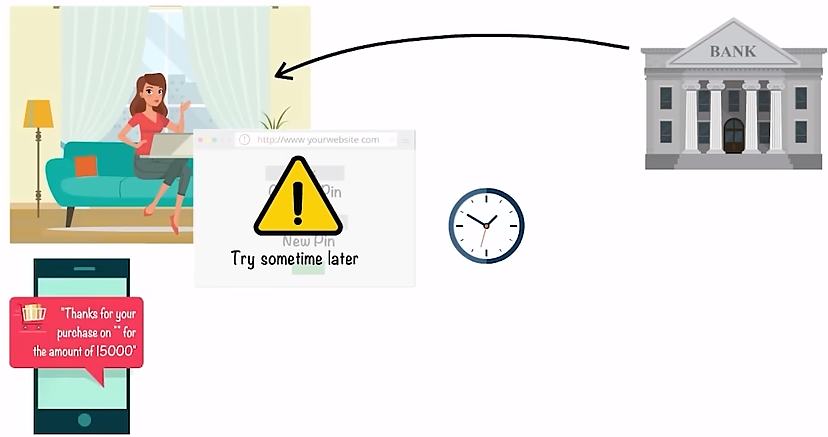 BANK
http://www yourwebsite com
Pin
New Pin
Try sometime later
"Thanks for your
purchase on ** for
the amount of 15000"